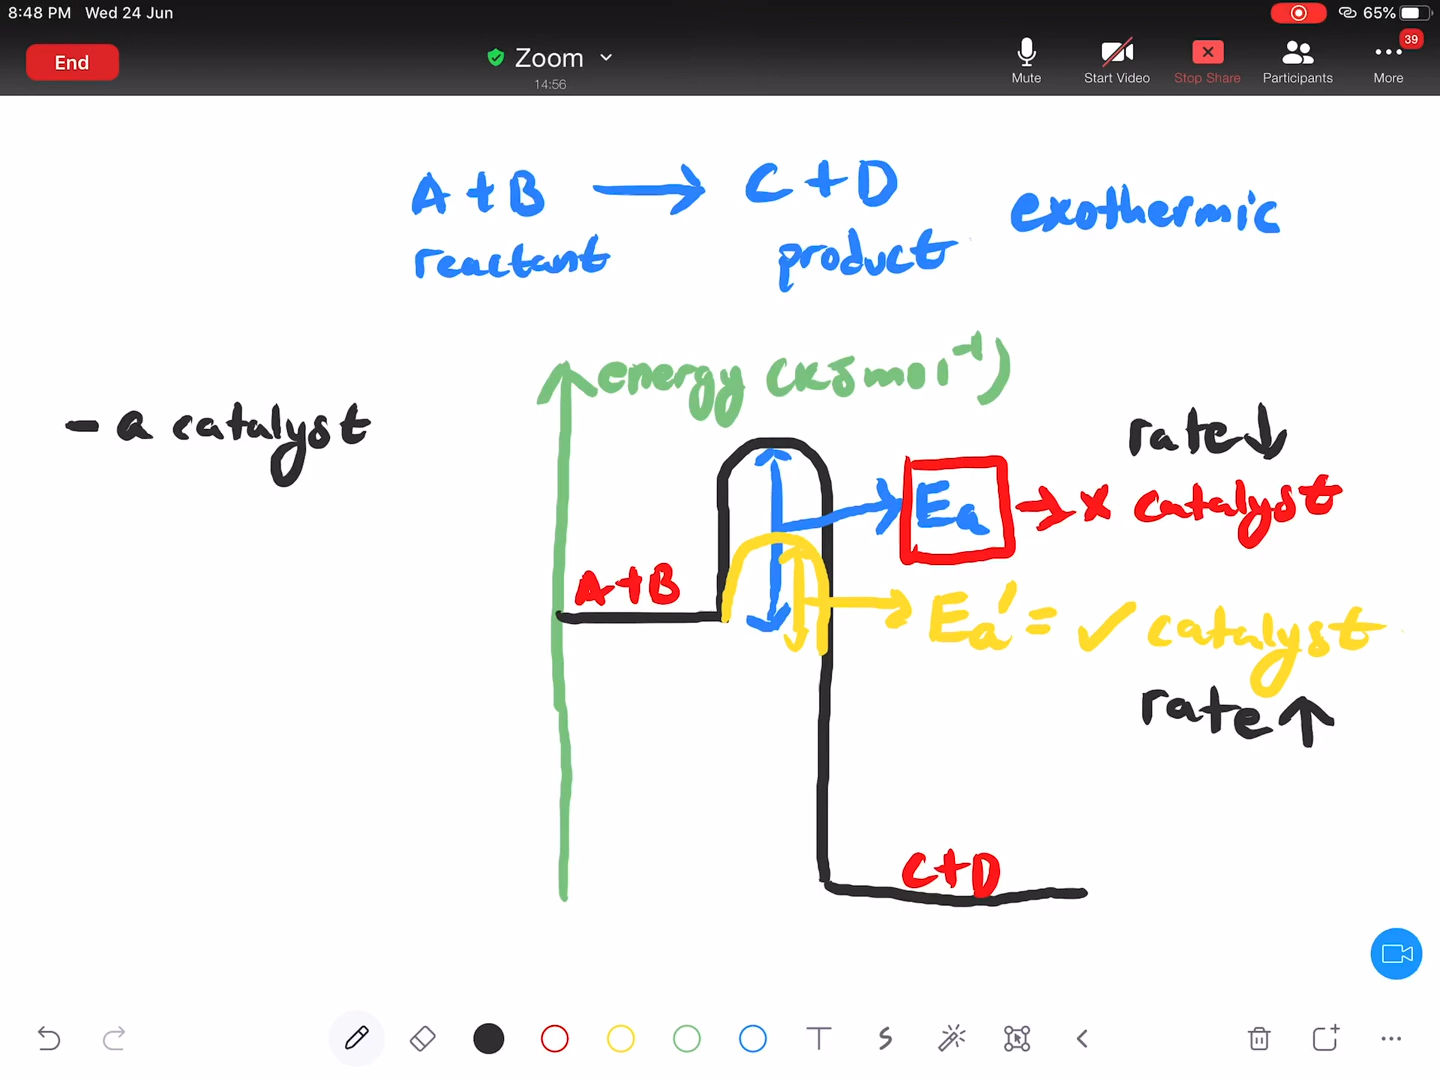 8:48 PM Wed 24 Jun
65%
End
Zoom
14:56
Mute
Start Video
Stop Share
Participants
39
More
A + B → C + D
reactant
product
exothermic
energy (KJmol⁻¹)
- a catalyst
rate ↓
Ea → x catalyst
A+B
Ea' = ✓ catalyst
rate ↑
C+D
T